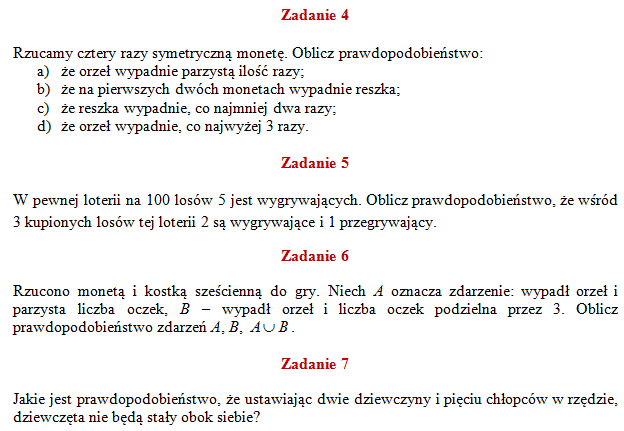 Zadanie 4
Rzucamy cztery razy symetryczną monetę. Oblicz prawdopodobieństwo:
a) że orzeł wypadnie parzystą ilość razy;
b) że na pierwszych dwóch monetach wypadnie reszka;
c) że reszka wypadnie, co najmniej dwa razy;
d) że orzeł wypadnie, co najwyżej 3 razy.
Zadanie 5
W pewnej loterii na 100 losów 5 jest wygrywających. Oblicz prawdopodobieństwo, że wśród
3 kupionych losów tej loterii 2 są wygrywające i 1 przegrywający.
Zadanie 6
Rzucono monetą i kostką sześcienną do gry. Niech A oznacza zdarzenie: wypadł orzeł i
parzysta liczba oczek, B – wypadł orzeł i liczba oczek podzielna przez 3. Oblicz
prawdopodobieństwo zdarzeń A, B, A∪B.
Zadanie 7
Jakie jest prawdopodobieństwo, że ustawiając dwie dziewczyny i pięciu chłopców w rzędzie,
dziewczęta nie będą stały obok siebie?